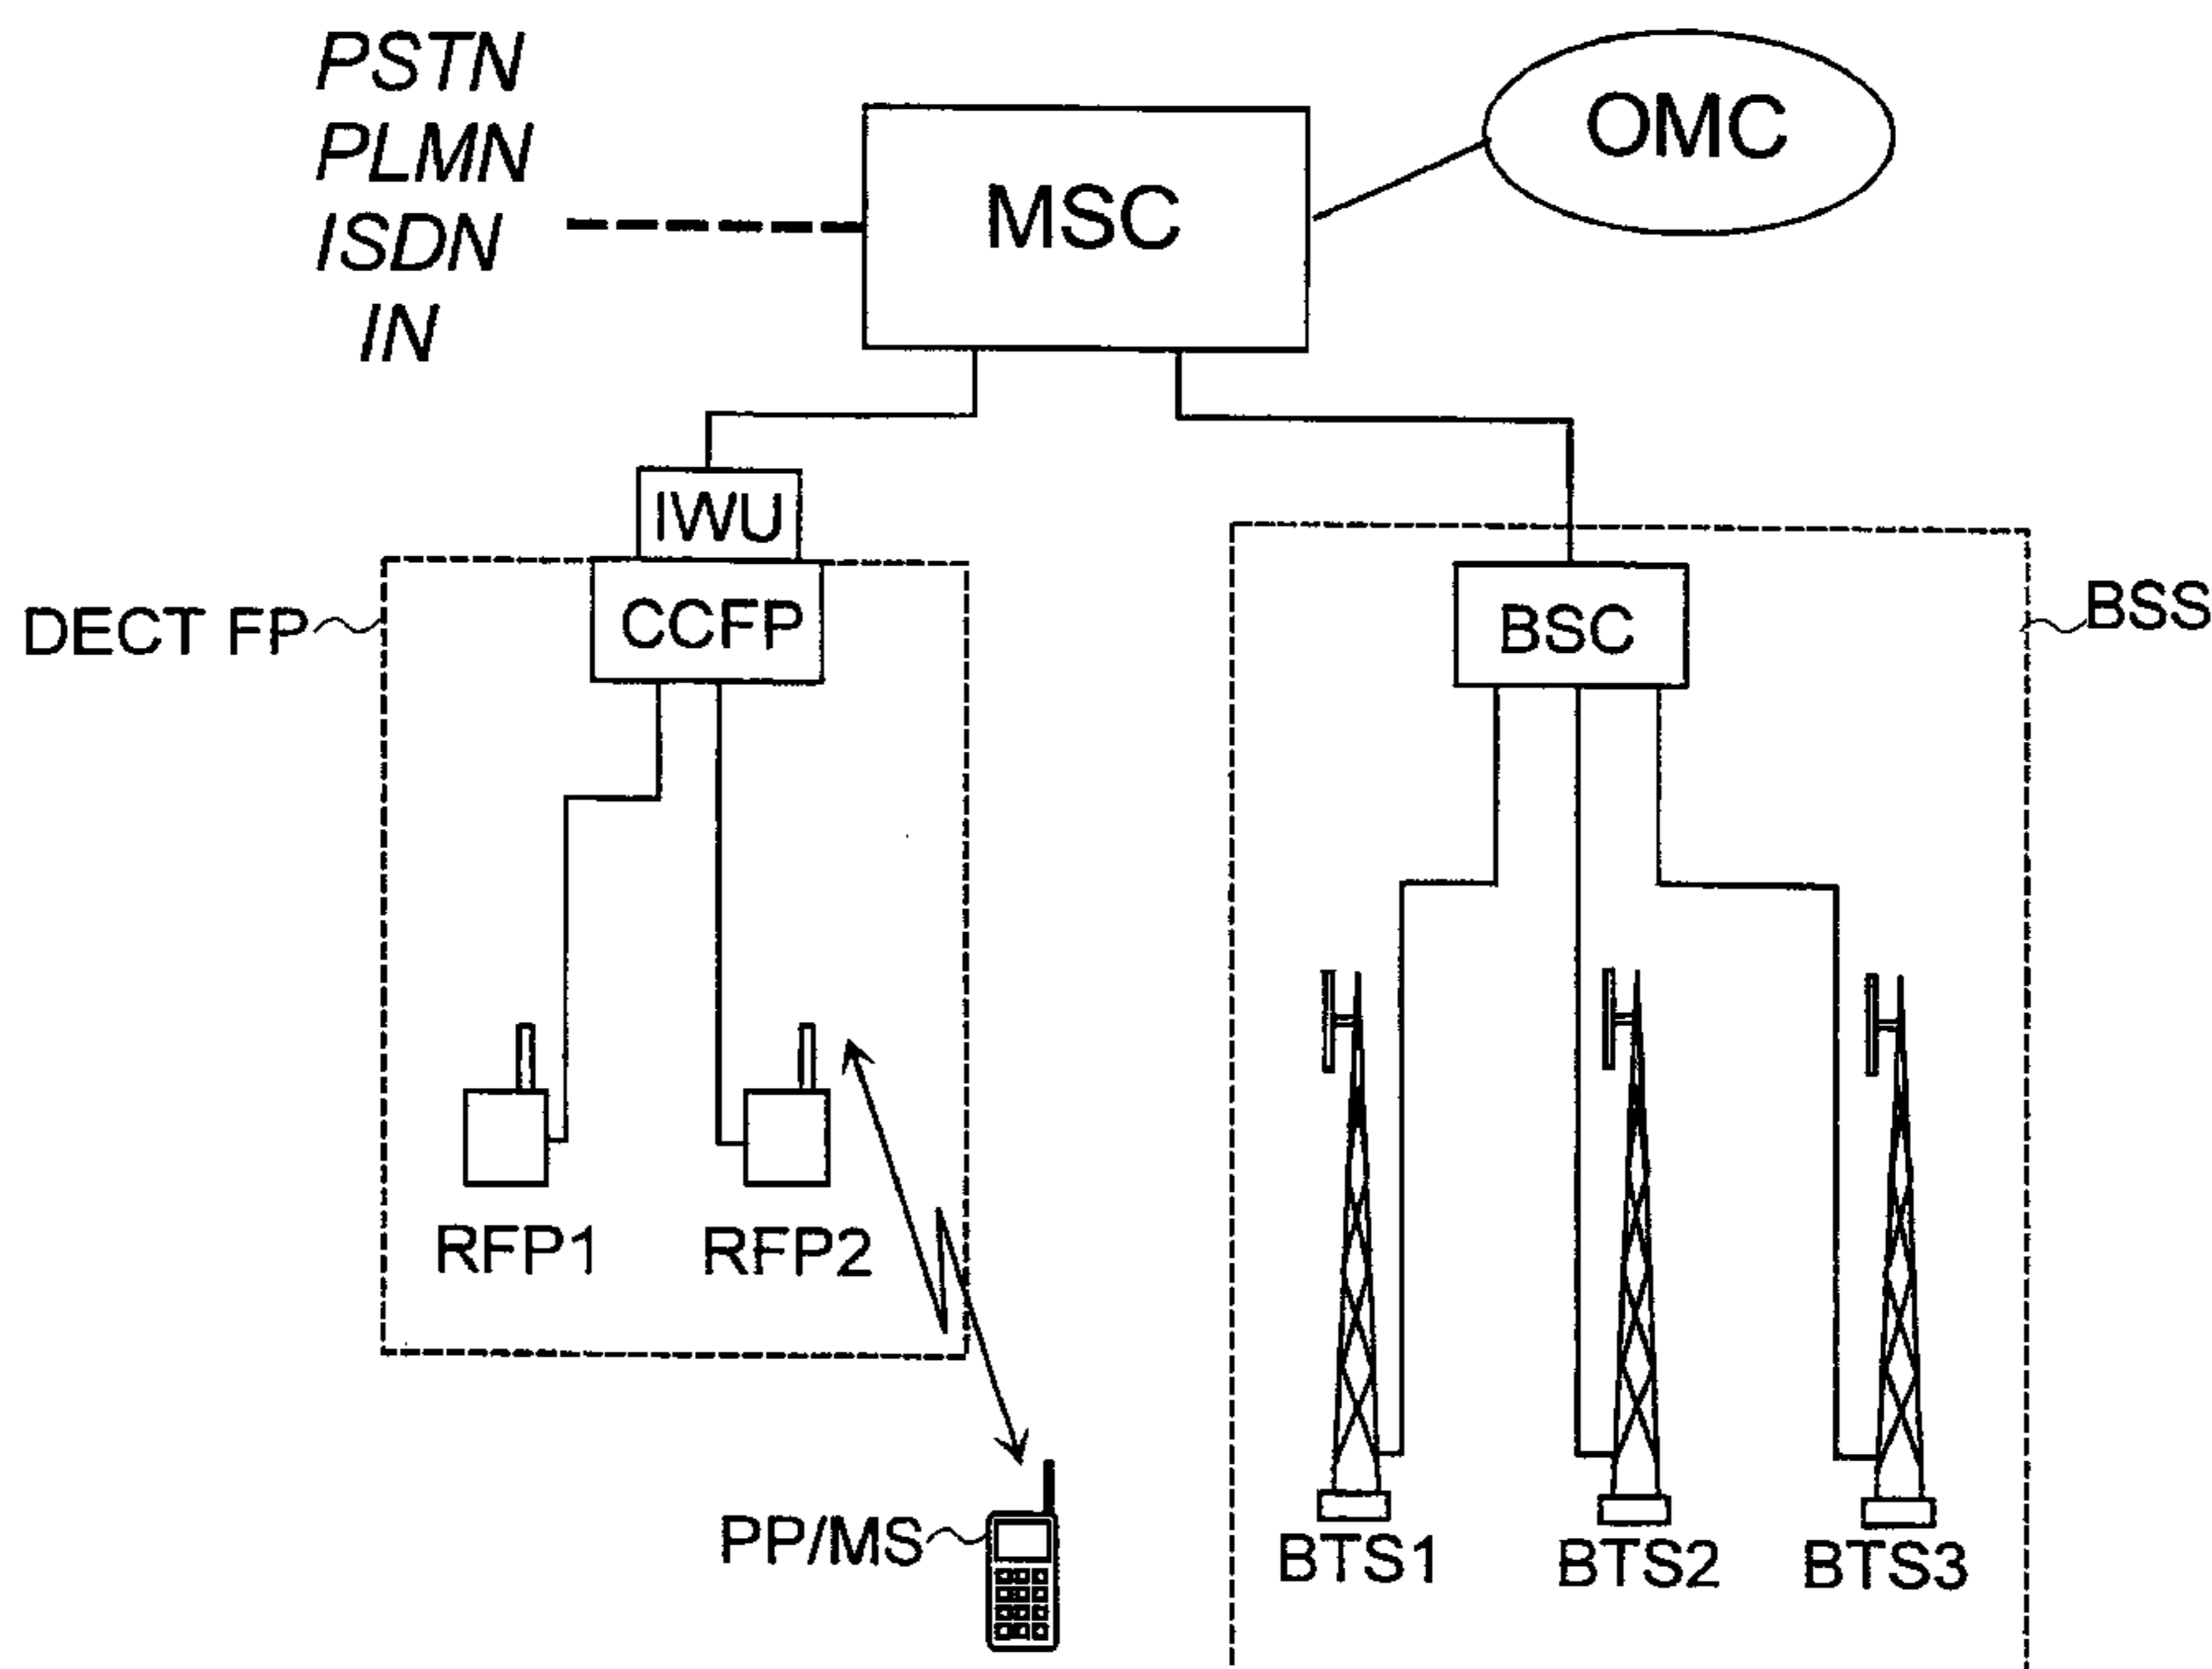 PSTN
PLMN
ISDN
IN
MSC
OMC
IWU
CCFP
DECT FP
BSC
BSS
RFP1
RFP2
PP/MS
BTS1
BTS2
BTS3